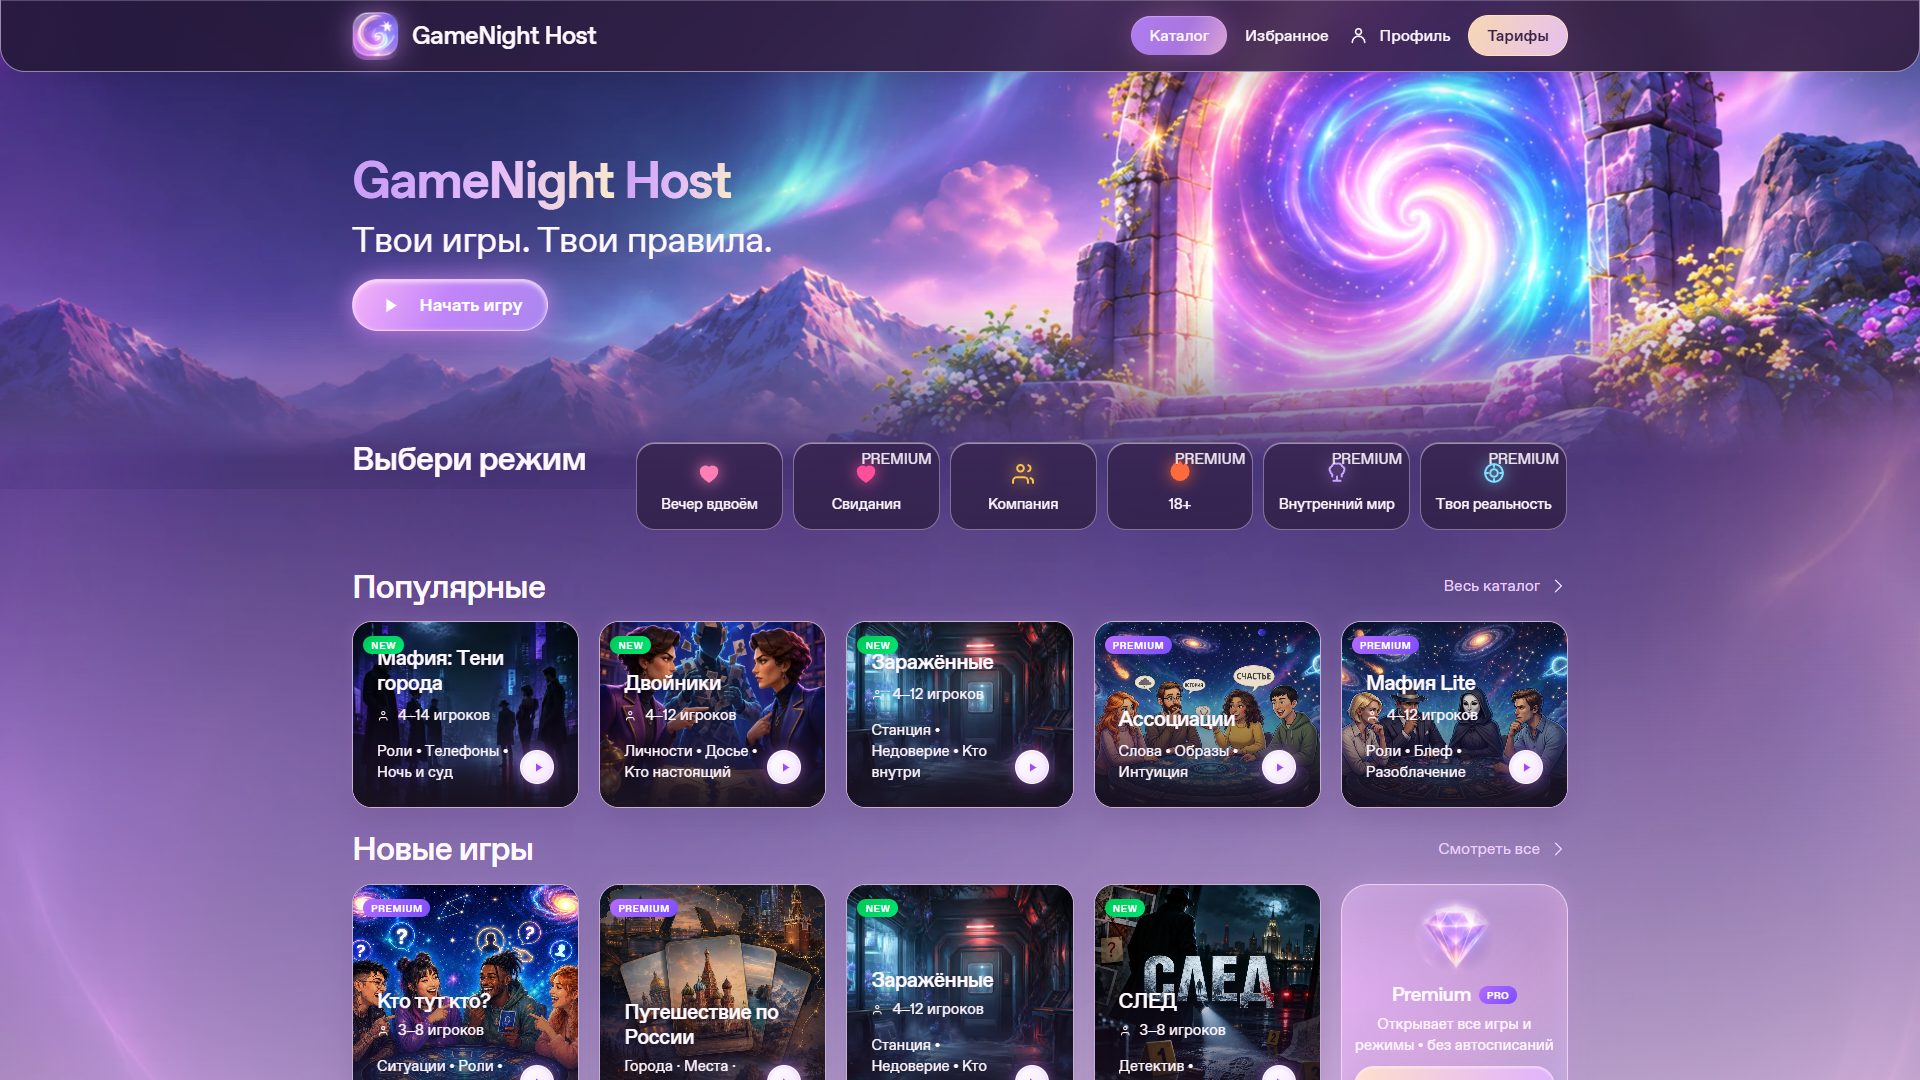 GameNight Host
Каталог
Избранное
Профиль
Тарифы
GameNight Host
Твои игры. Твои правила.
Начать игру
Выбери режим
Вечер вдвоём
PREMIUM
Свидания
Компания
PREMIUM
18+
PREMIUM
Внутренний мир
PREMIUM
Твоя реальность
Популярные
Весь каталог
NEW
Мафия: Тени
города
4–14 игроков
Роли • Телефоны •
Ночь и суд
NEW
Двойники
4–12 игроков
Личности • Досье •
Кто настоящий
NEW
Заражённые
4–12 игроков
Станция •
Недоверие • Кто
внутри
PREMIUM
СЧАСТЬЕ
Ассоциации
Слова • Образы •
Интуиция
PREMIUM
Мафия Lite
4–12 игроков
Роли • Блеф •
Разоблачение
Новые игры
Смотреть все
PREMIUM
?
?
?
Кто тут кто?
3–8 игроков
Ситуации • Роли •
PREMIUM
Путешествие по
России
Города · Места ·
NEW
Заражённые
4–12 игроков
Станция •
Недоверие • Кто
NEW
?
СЛЕД
СЛЕД
3–8 игроков
1
Детектив •
Premium
PRO
Открывает все игры и
режимы • без автосписаний